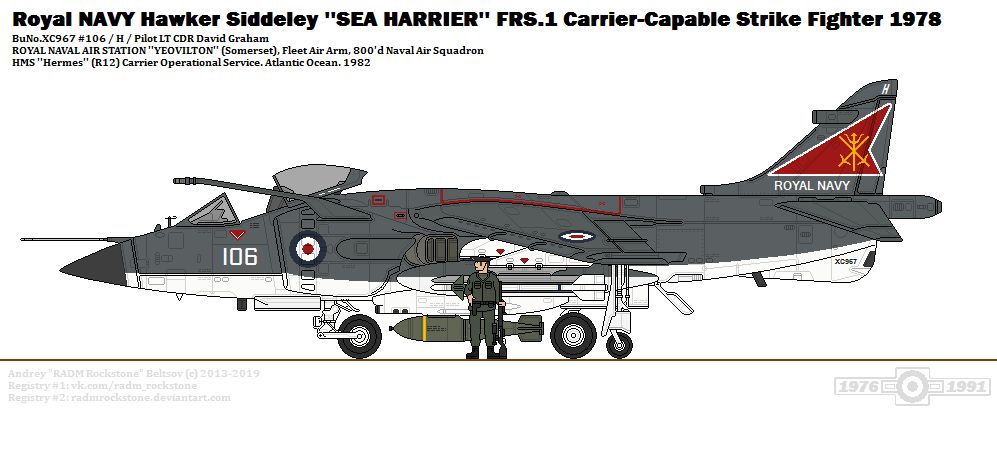 Royal NAVY Hawker Siddeley "SEA HARRIER" FRS.1 Carrier-Capable Strike Fighter 1978
BuNo.XC967 #106 / H / Pilot LT CDR David Graham
ROYAL NAVAL AIR STATION "YEOVILTON" (Somerset), Fleet Air Arm, 800'd Naval Air Squadron
HMS "Hermes" (R12) Carrier Operational Service. Atlantic Ocean. 1982
H
ROYAL NAVY
106
XC967
Andrey "RADM Rockstone" Beltsov (c) 2013-2019
Registry #1: vk.com/radm_rockstone
Registry #2: radmrockstone.deviantart.com
1976 1991